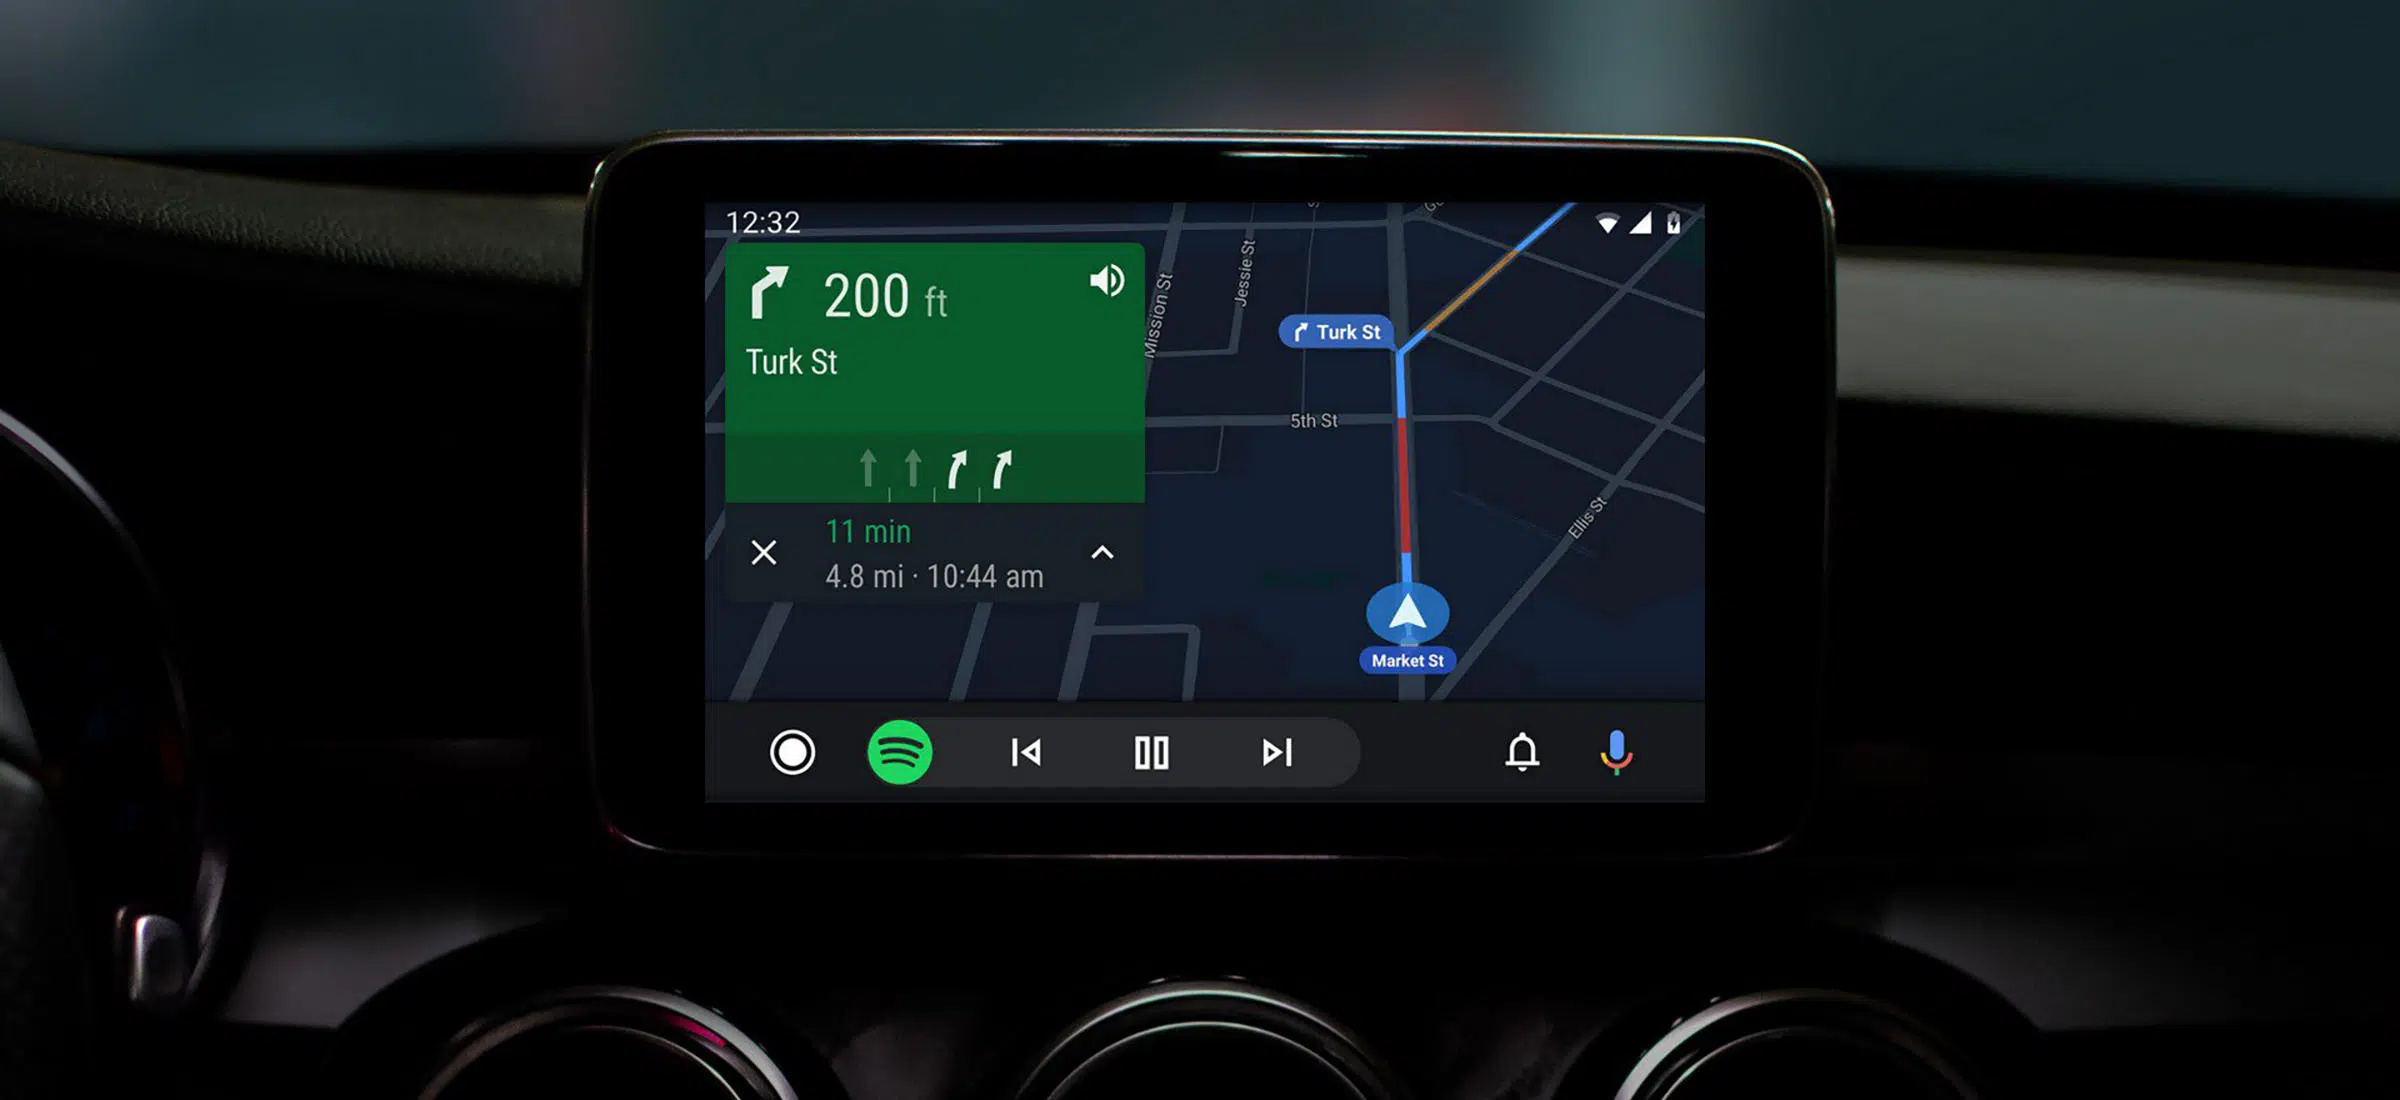 12:32
200 ft
Turk St
11 min
4.8 mi · 10:44 am
Mission St
Jessie St
Turk St
5th St
Ellis St
Market St